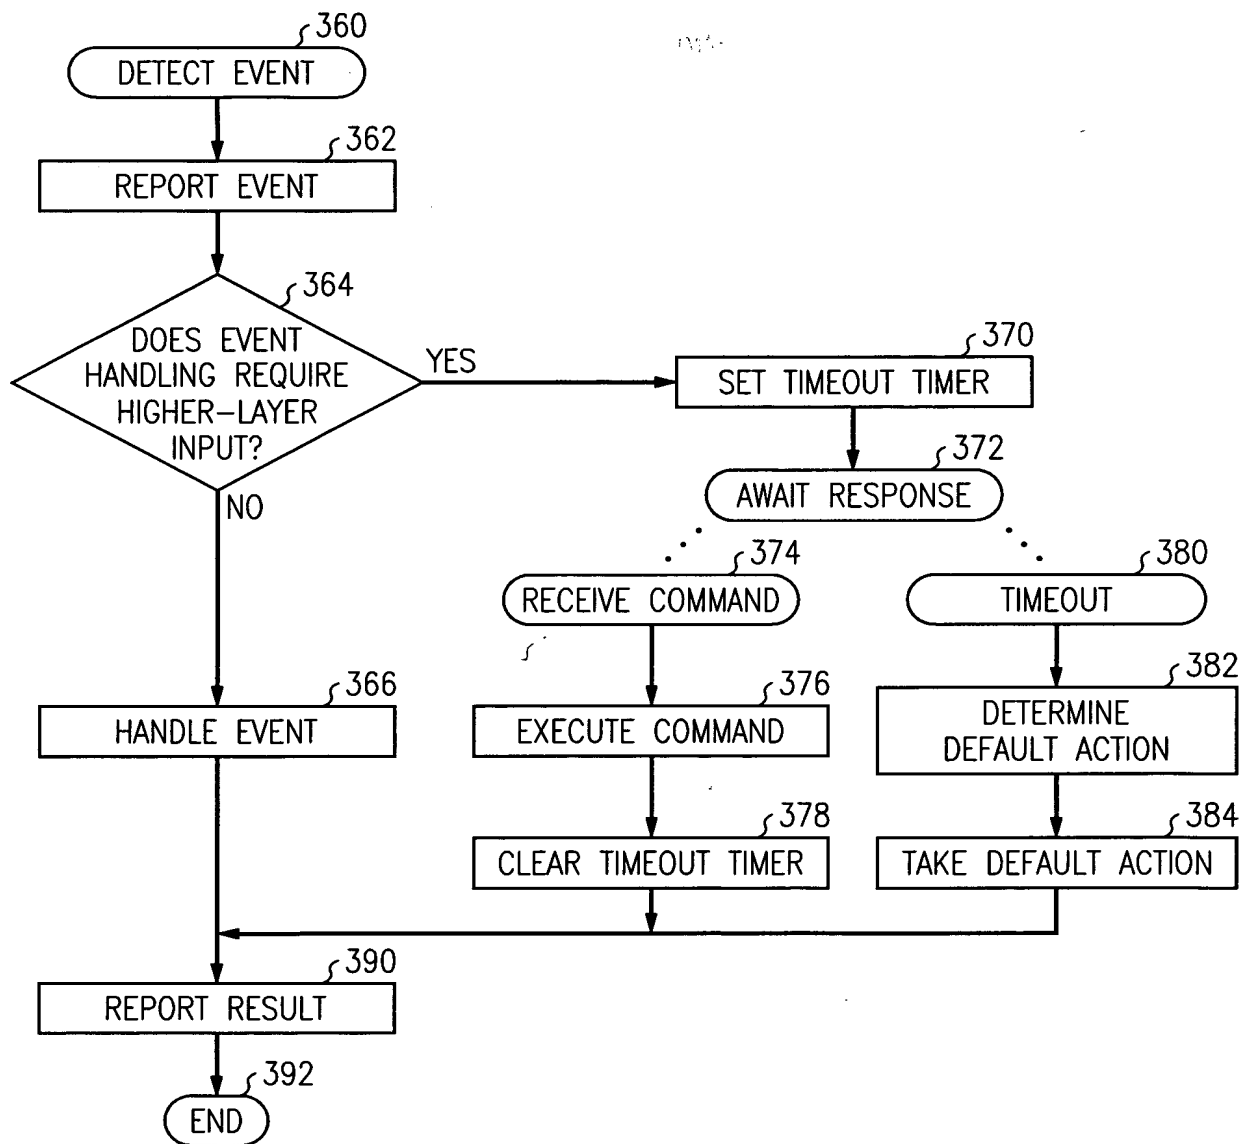 360
DETECT EVENT
362
REPORT EVENT
364
DOES EVENT
HANDLING REQUIRE
HIGHER-LAYER
INPUT?
YES
NO
370
SET TIMEOUT TIMER
372
AWAIT RESPONSE
374
RECEIVE COMMAND
380
TIMEOUT
366
HANDLE EVENT
376
EXECUTE COMMAND
382
DETERMINE
DEFAULT ACTION
378
CLEAR TIMEOUT TIMER
384
TAKE DEFAULT ACTION
390
REPORT RESULT
392
END